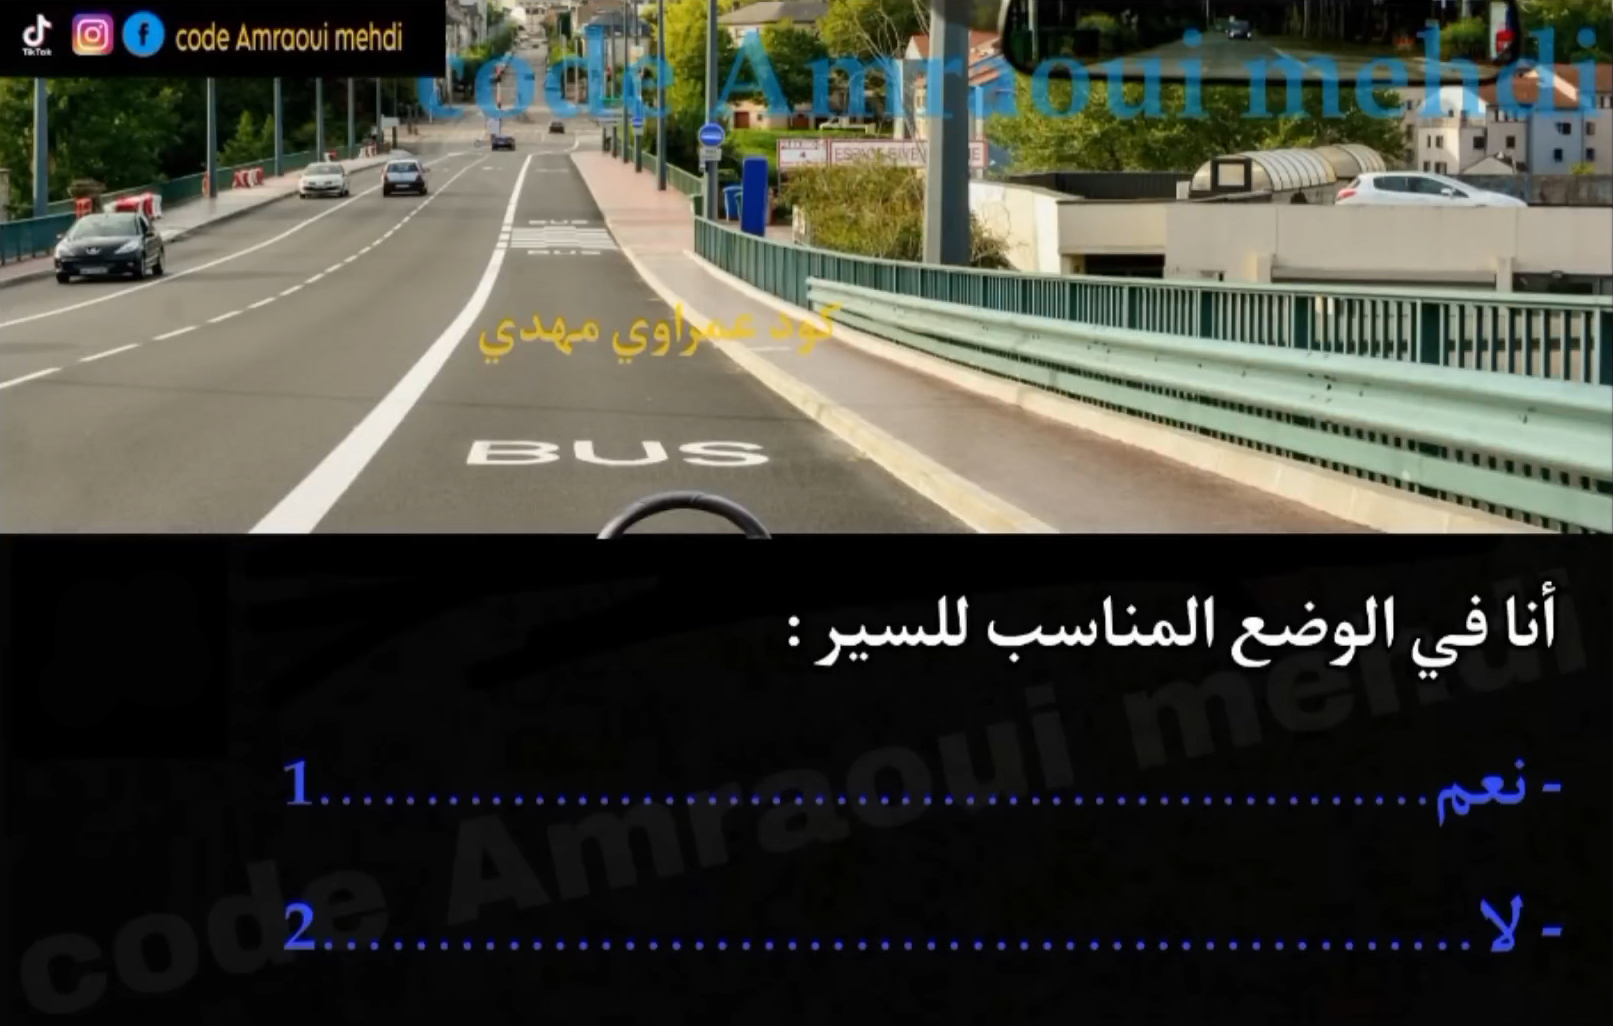 TikTok code Amraoui mehdi
code Amraoui mehdi
BUS
BUS
كود عمراوي مهدي
BUS
أنا في الوضع المناسب للسير :
- نعم......................................................1
- لا......................................................2
code Amraoui mehdi